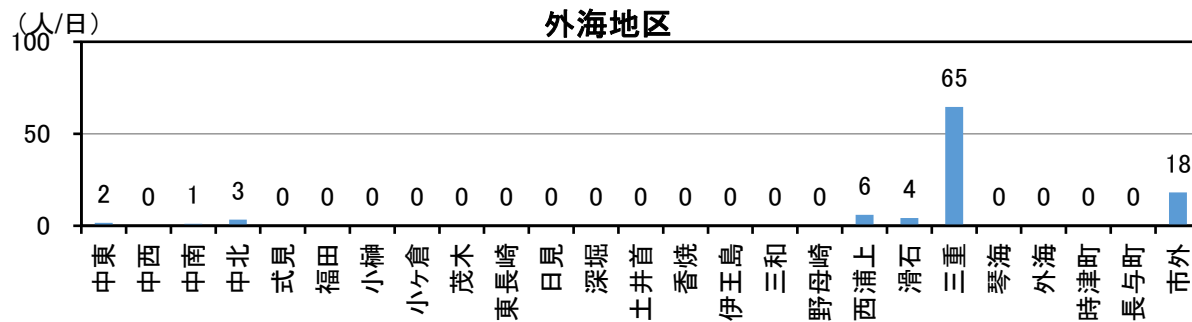 外海地区
（人/日）
100
50
0
2 0 1 3 0 0 0 0 0 0 0 0 0 0 0 0 0 6 4 65 0 0 0 0 18
中東
中西
中南
中北
式見
福田
小榊
小ヶ倉
茂木
東長崎
日見
深堀
土井首
香焼
伊王島
三和
野母崎
西浦上
滑石
三重
琴海
外海
時津町
長与町
市外